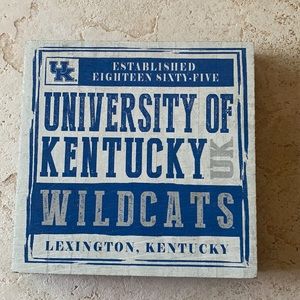 UK
ESTABLISHED
EIGHTEEN SIXTY-FIVE
UNIVERSITY OF
KENTUCKY
UK
WILDCATS
LEXINGTON, KENTUCKY